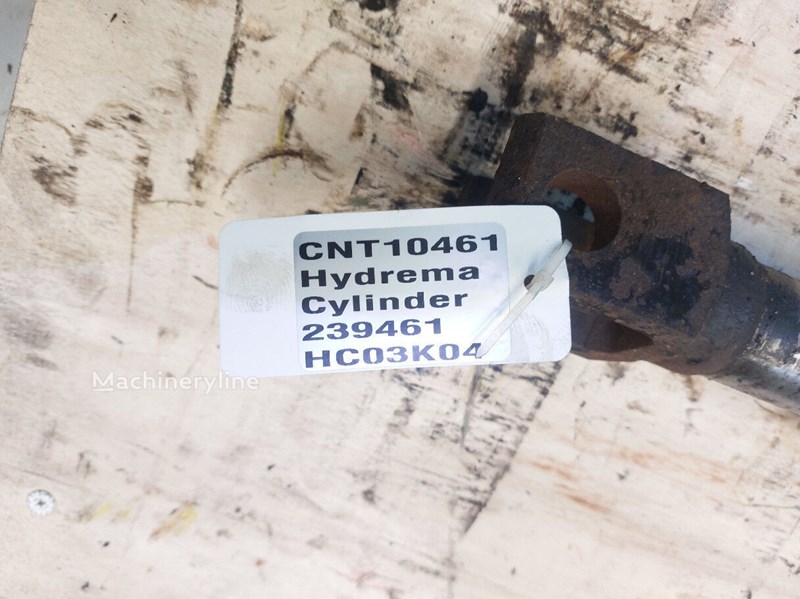 CNT10461
Hydrema
Cylinder
239461
HC03K04
Machineryline